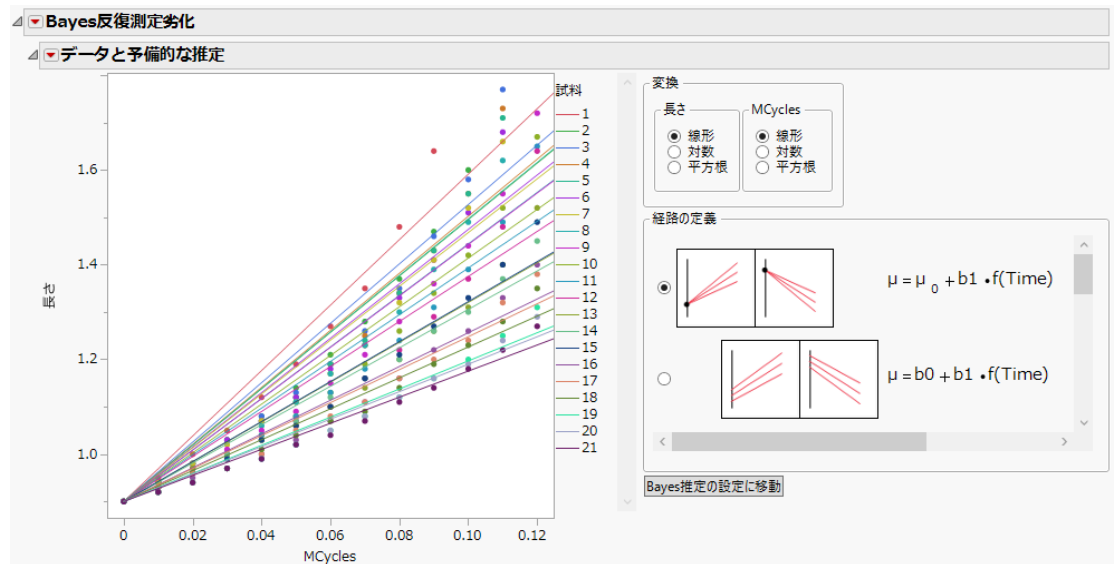 Bayes反復測定劣化
データと予備的な推定
長さ
1.6
1.4
1.2
1.0
0
0.02
0.04
0.06
0.08
0.10
0.12
MCycles
試料
1
2
3
4
5
6
7
8
9
10
11
12
13
14
15
16
17
18
19
20
21
変換
長さ
線形
対数
平方根
MCycles
線形
対数
平方根
経路の定義
μ = μ 0 + b1 •f(Time)
μ = b0 + b1 •f(Time)
Bayes推定の設定に移動